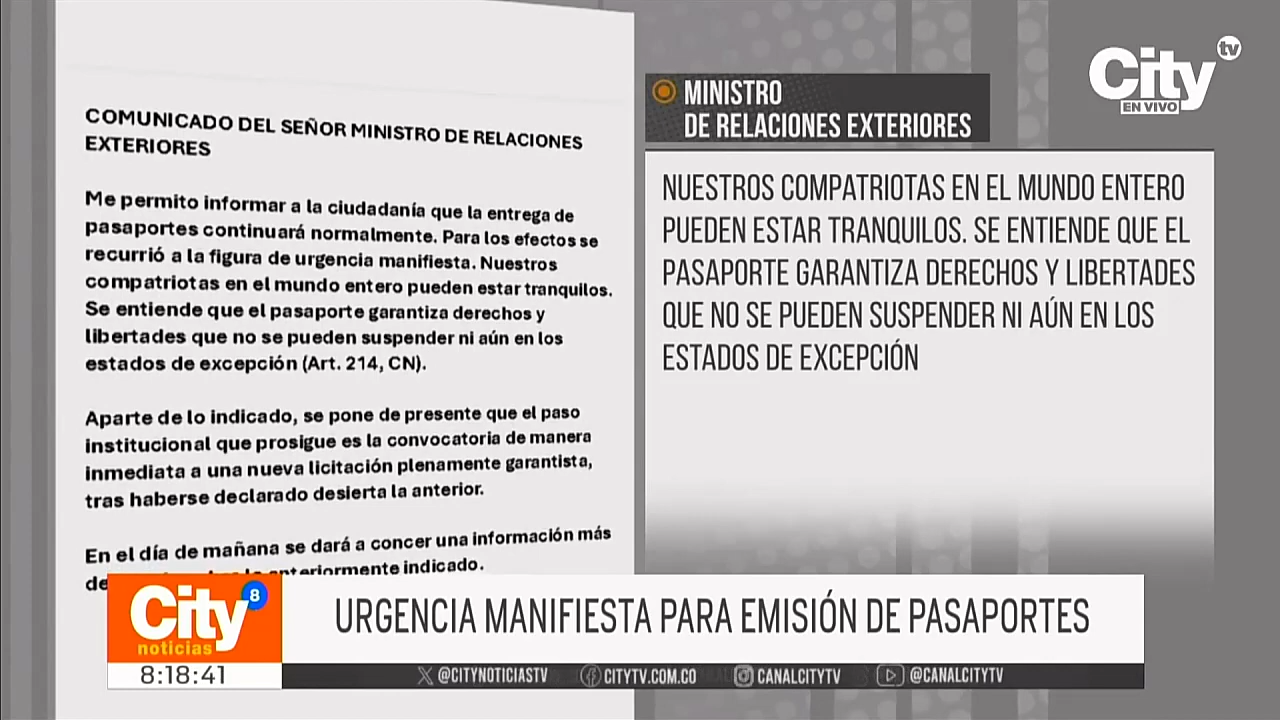 COMUNICADO DEL SEÑOR MINISTRO DE RELACIONES
EXTERIORES
Me permito informar a la ciudadanía que la entrega de
pasaportes continuará normalmente. Para los efectos se
recurrió a la figura de urgencia manifiesta. Nuestros
compatriotas en el mundo entero pueden estar tranquilos.
Se entiende que el pasaporte garantiza derechos y
libertades que no se pueden suspender ni aún en los
estados de excepción (Art. 214, CN).
Aparte de lo indicado, se pone de presente que el paso
institucional que prosigue es la convocatoria de manera
inmediata a una nueva licitación plenamente garantista,
tras haberse declarado desierta la anterior.
En el día de mañana se dará a concer una información más
anteriormente indicado.
MINISTRO
DE RELACIONES EXTERIORES
NUESTROS COMPATRIOTAS EN EL MUNDO ENTERO
PUEDEN ESTAR TRANQUILOS. SE ENTIENDE QUE EL
PASAPORTE GARANTIZA DERECHOS Y LIBERTADES
QUE NO SE PUEDEN SUSPENDER NI AÚN EN LOS
ESTADOS DE EXCEPCIÓN
City tv
EN VIVO
City 8
noticias
8:18:41
URGENCIA MANIFIESTA PARA EMISIÓN DE PASAPORTES
@CITYNOTICIASTV CITYTV.COM.CO CANALCITYTV @CANALCITYTV